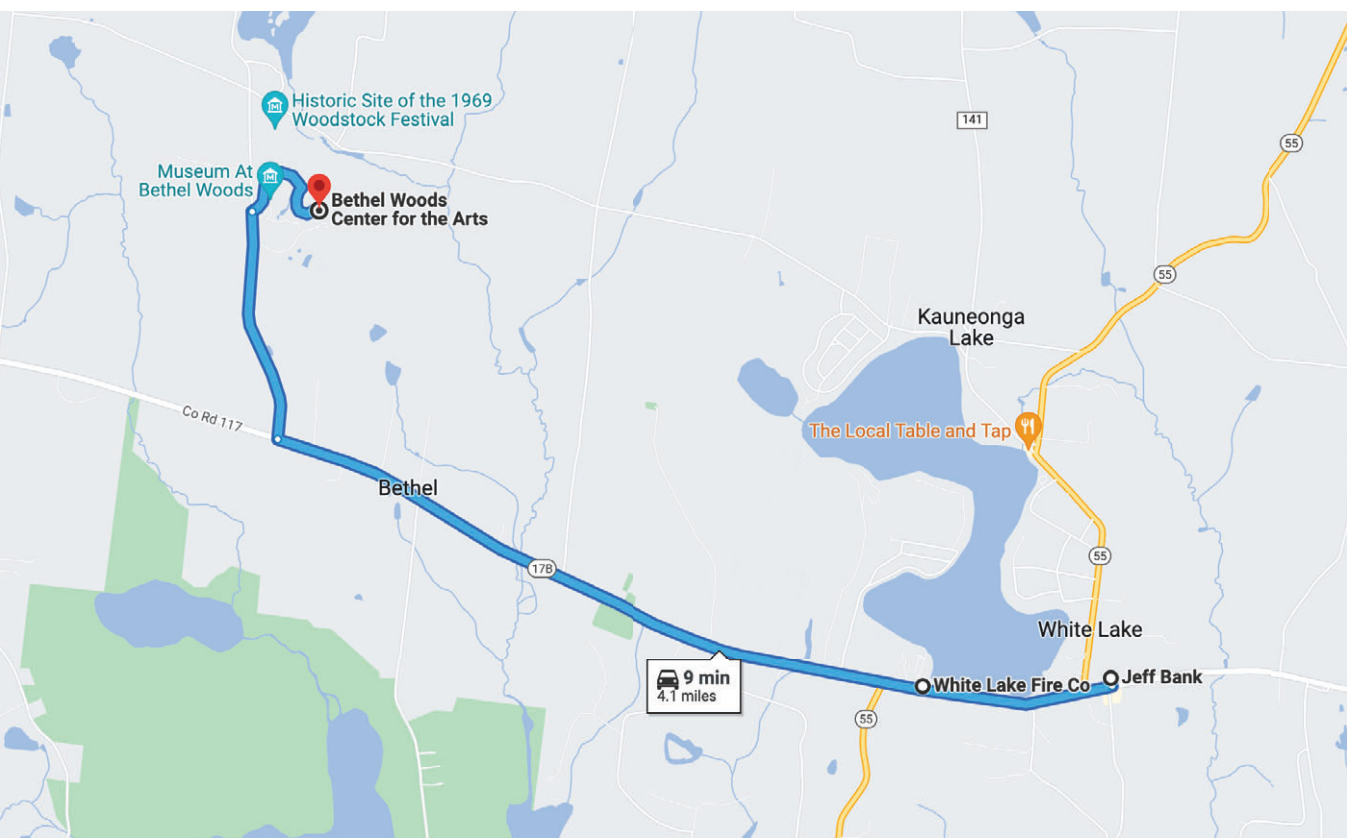 Historic Site of the 1969
Woodstock Festival
141
55
Museum At
Bethel Woods
Bethel Woods
Center for the Arts
55
Kauneonga
Lake
Co Rd 117
The Local Table and Tap
Bethel
55
17B
White Lake
9 min
4.1 miles
White Lake Fire Co
Jeff Bank
55